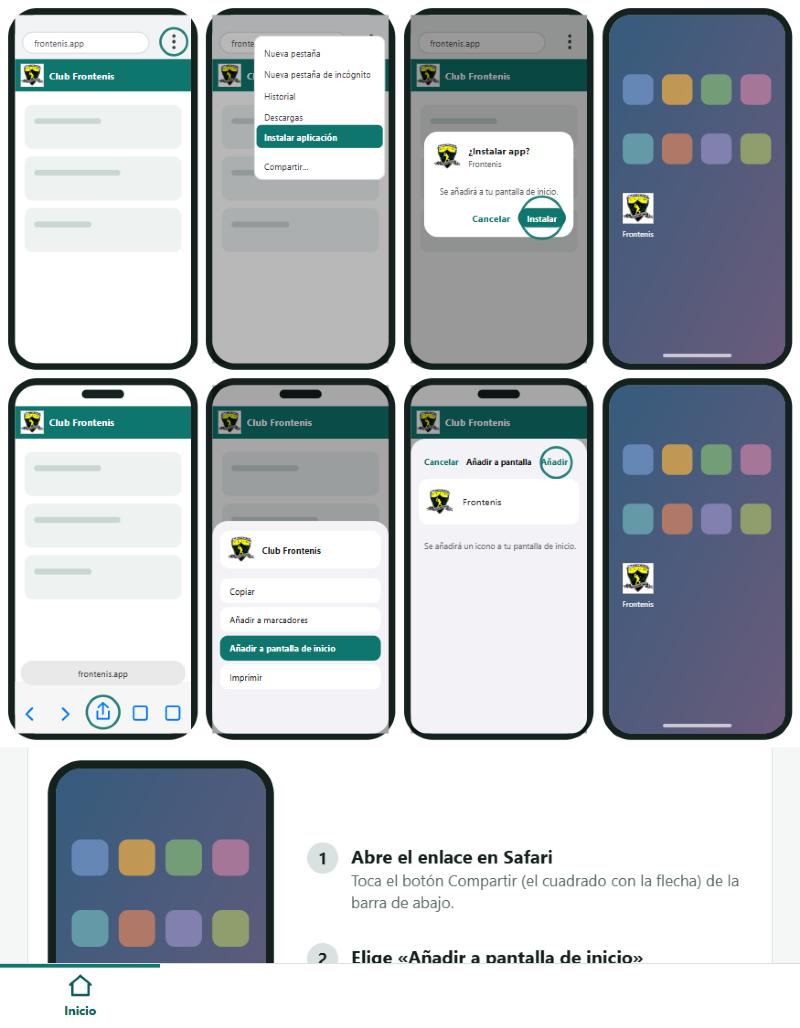 frontenis.app
Club Frontenis
Nueva pestaña
Nueva pestaña de incógnito
Historial
Descargas
Instalar aplicación
Compartir...
frontenis.app
Club Frontenis
¿Instalar app?
Frontenis
Se añadirá a tu pantalla de inicio.
Cancelar
Instalar
Frontenis
Club Frontenis
frontenis.app
Club Frontenis
Club Frontenis
Copiar
Añadir a marcadores
Añadir a pantalla de inicio
Imprimir
Club Frontenis
Cancelar
Añadir a pantalla
Añadir
Frontenis
Se añadirá un icono a tu pantalla de inicio.
Frontenis
1
Abre el enlace en Safari
Toca el botón Compartir (el cuadrado con la flecha) de la
barra de abajo.
2
Elige «Añadir a pantalla de inicio»
Inicio